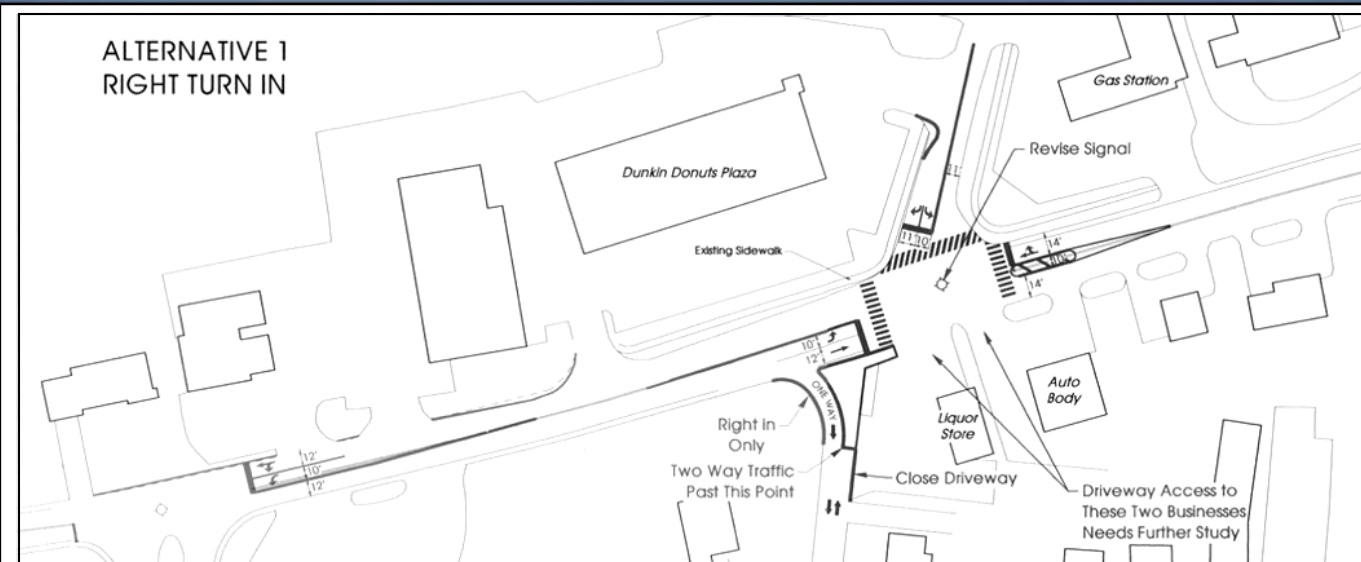 ALTERNATIVE 1
RIGHT TURN IN
Gas Station
Revise Signal
Dunkin Donuts Plaza
11'
11'
10'
Existing Sidewalk
14'
10'
14'
10'
12'
ONE WAY
Right in
Only
Two Way Traffic
Past This Point
Close Driveway
Liquor
Store
Auto
Body
12'
10'
12'
Driveway Access to
These Two Businesses
Needs Further Study